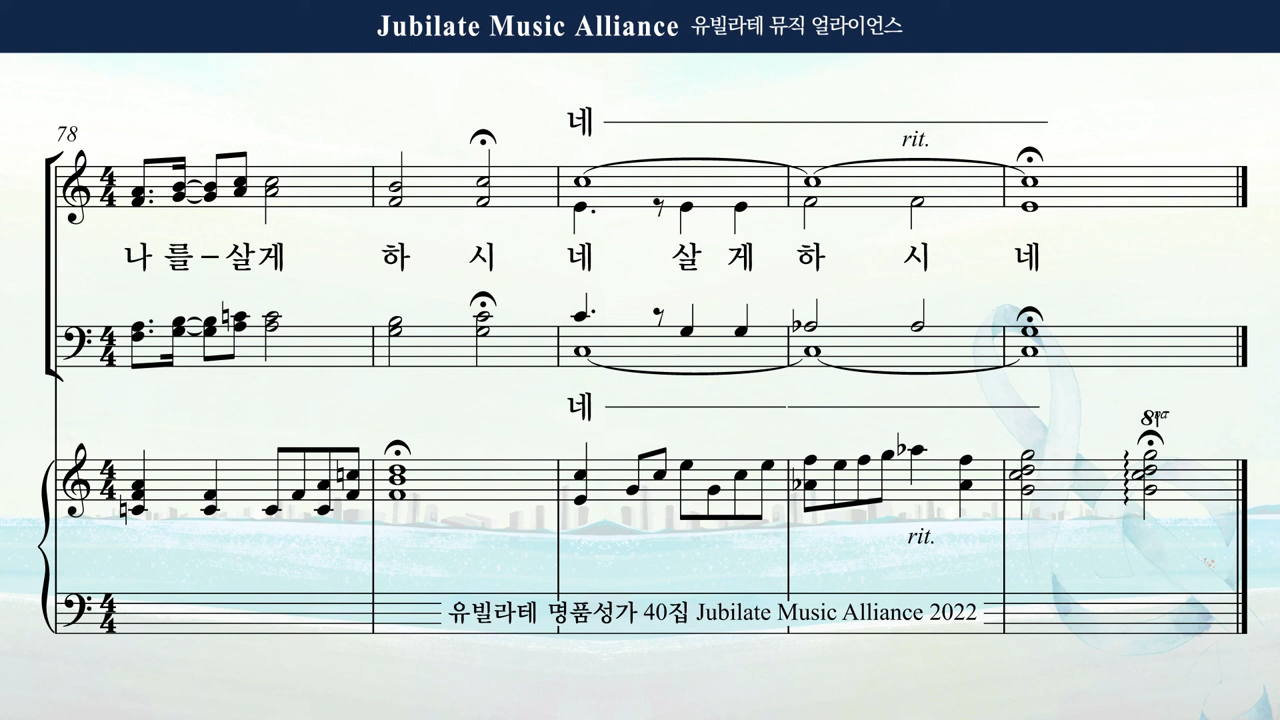 Jubilate Music Alliance 유빌라테 뮤직 얼라이언스
78
네
rit.
나 를 – 살 게 하 시 네 살 게 하 시 네
네
8va
rit.
유빌라테 명품성가 40집 Jubilate Music Alliance 2022